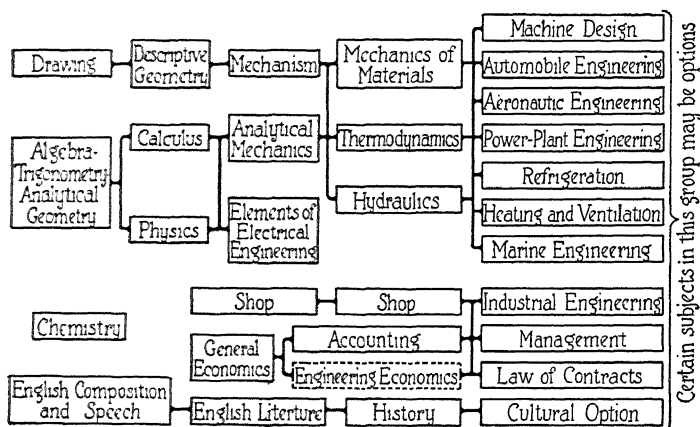 Drawing
Descriptive
Geometry
Mechanism
Mechanics of
Materials
Machine Design
Automobile Engineering
Aëronautic Engineering
Algebra-
Trigonometry
Analytical
Geometry
Calculus
Physics
Analytical
Mechanics
Elements of
Electrical
Engineering
Thermodynamics
Hydraulics
Power-Plant Engineering
Refrigeration
Heating and Ventilation
Marine Engineering
Chemistry
Shop
Shop
Industrial Engineering
General
Economics
Accounting
Management
Engineering Economics
Law of Contracts
English Composition
and Speech
English Literture
History
Cultural Option
Certain subjects in this group may be options